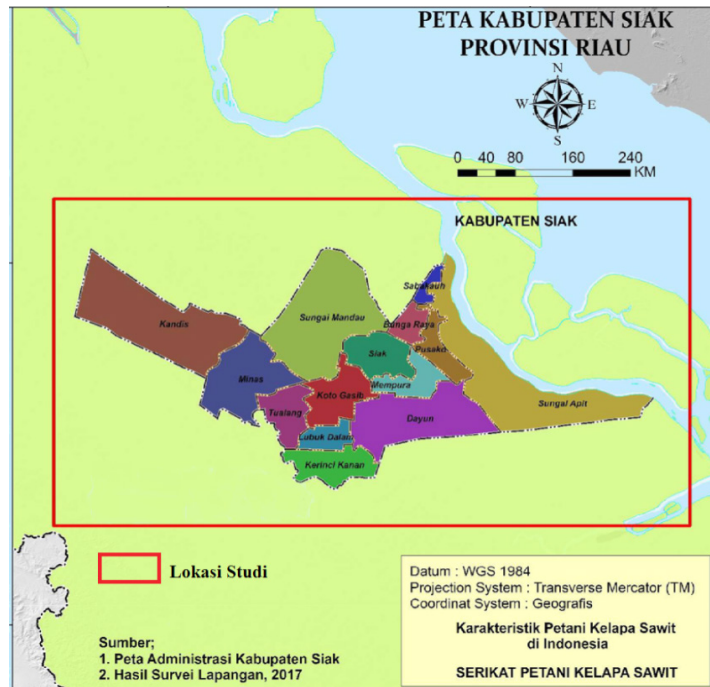 PETA KABUPATEN SIAK
PROVINSI RIAU
N
W E
S
0 40 80 160 240
KM
KABUPATEN SIAK
Sabakauh
Kandis
Sungai Mandau
Bunga Raya
Siak
Pusako
Minas
Mempura
Koto Gasib
Tualang
Dayun
Sungai Apit
Lubuk Dalam
Kerinci Kanan
Lokasi Studi
Sumber;
1. Peta Administrasi Kabupaten Siak
2. Hasil Survei Lapangan, 2017
Datum : WGS 1984
Projection System : Transverse Mercator (TM)
Coordinat System : Geografis
Karakteristik Petani Kelapa Sawit
di Indonesia
SERIKAT PETANI KELAPA SAWIT